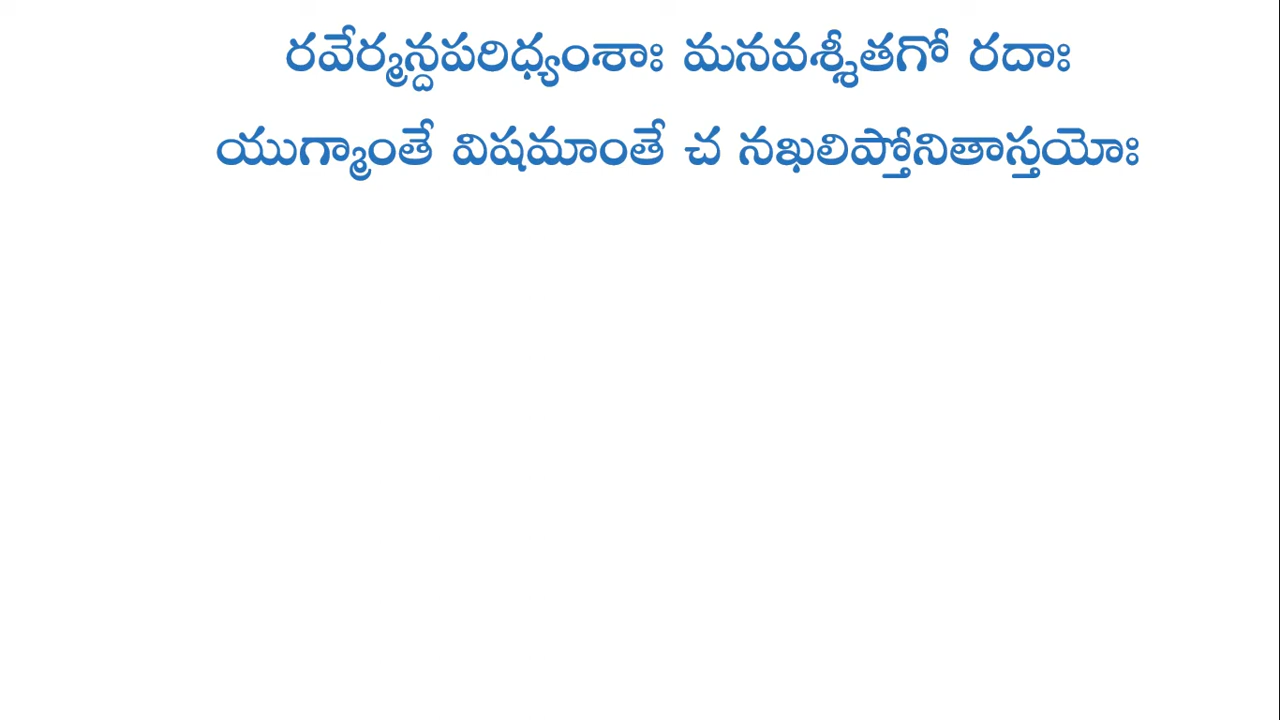 రవేర్మన్దపరిధ్యంశాః మనవశ్శీతగో రదాః
యుగ్మాంతే విషమాంతే చ నఖలిప్తోనితాస్తయోః